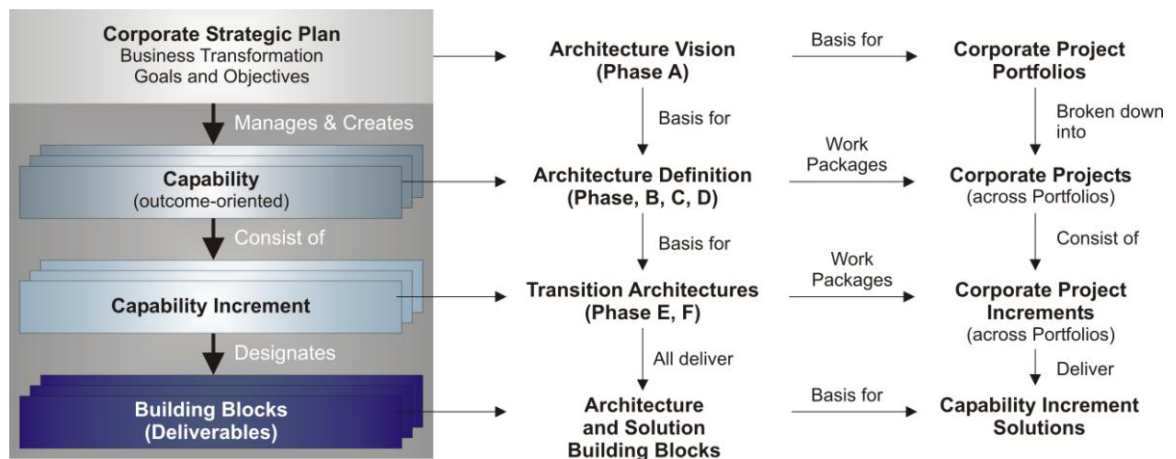 Corporate Strategic Plan
Business Transformation
Goals and Objectives
Manages & Creates
Capability
(outcome-oriented)
Consist of
Capability Increment
Designates
Building Blocks
(Deliverables)
Architecture Vision
(Phase A)
Basis for
Architecture Definition
(Phase, B, C, D)
Basis for
Transition Architectures
(Phase E, F)
All deliver
Architecture
and Solution
Building Blocks
Basis for
Work
Packages
Work
Packages
Basis for
Corporate Project
Portfolios
Broken down
into
Corporate Projects
(across Portfolios)
Consist of
Corporate Project
Increments
(across Portfolios)
Deliver
Capability Increment
Solutions